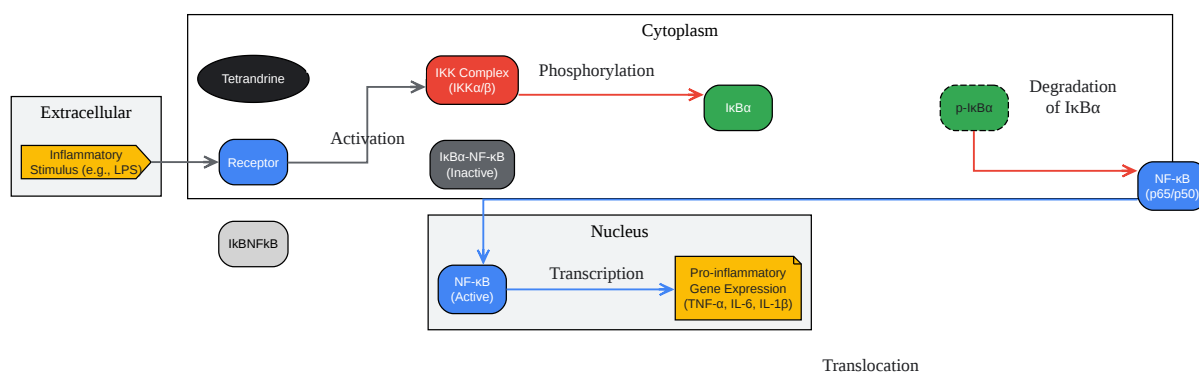 Cytoplasm
Tetrandrine
IKK Complex
(IKKα/β)
Phosphorylation
Degradation
of IκBα
IκBα
p-IκBα
Extracellular
Activation
Inflammatory
Stimulus (e.g., LPS)
Receptor
IκBα-NF-κB
(Inactive)
NF-κB
(p65/p50)
IkBNFkB
Nucleus
NF-κB
(Active)
Transcription
Pro-inflammatory
Gene Expression
(TNF-α, IL-6, IL-1β)
Translocation